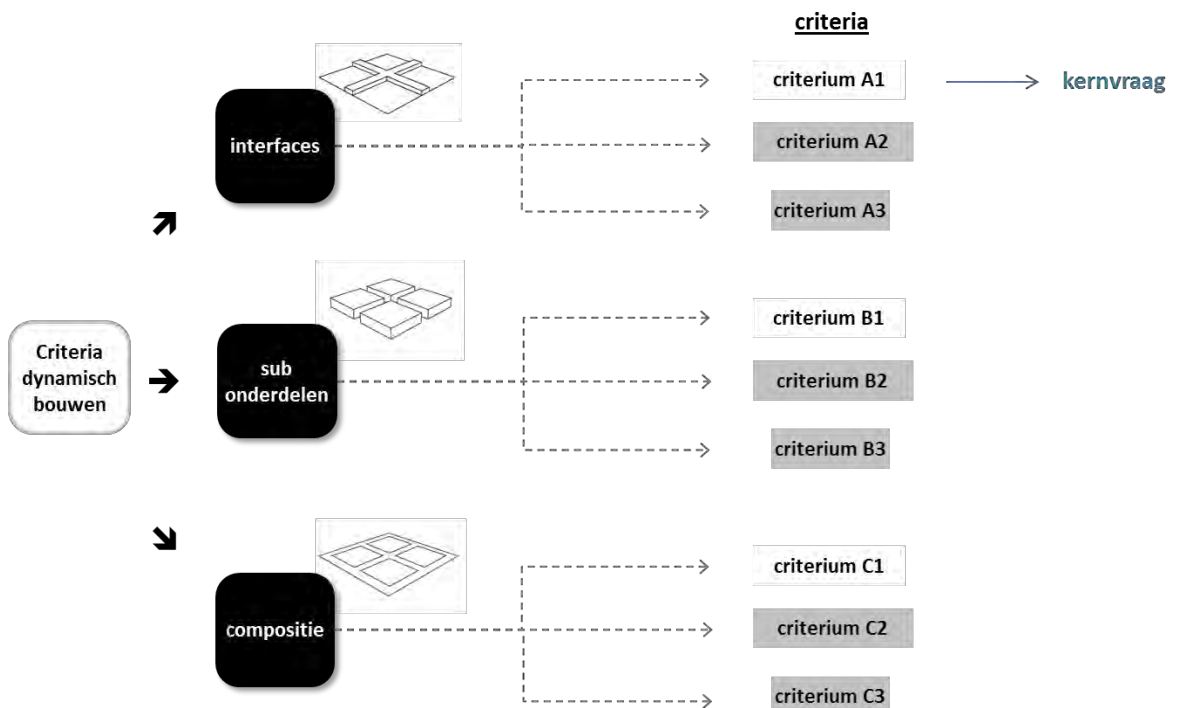 criteria
criterium A1
kernvraag
interfaces
criterium A2
criterium A3
Criteria
dynamisch
bouwen
sub
onderdelen
criterium B1
criterium B2
criterium B3
compositie
criterium C1
criterium C2
criterium C3